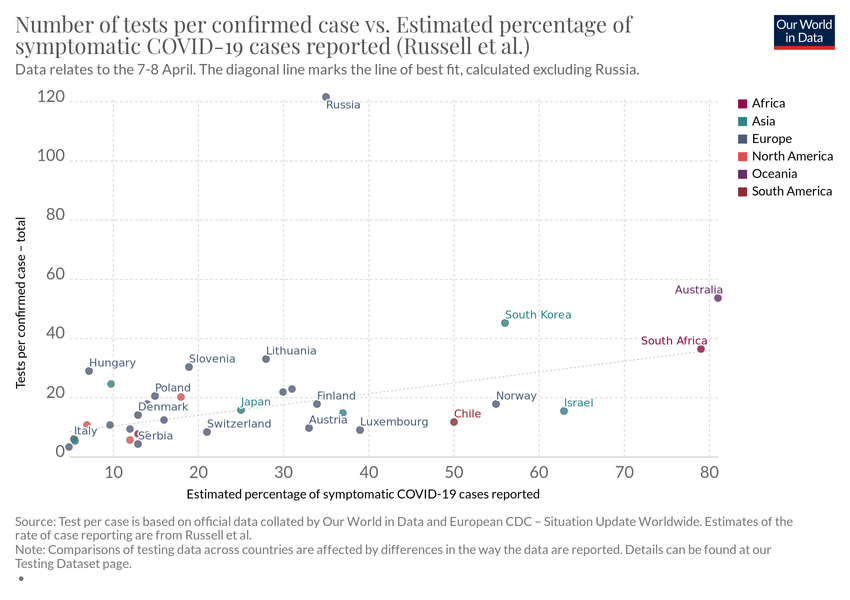 Number of tests per confirmed case vs. Estimated percentage of
symptomatic COVID-19 cases reported (Russell et al.)
Our World
in Data
Data relates to the 7-8 April. The diagonal line marks the line of best fit, calculated excluding Russia.
120
100
80
60
40
20
0
Tests per confirmed case – total
Russia
Australia
South Korea
South Africa
Lithuania
Slovenia
Hungary
Poland
Finland
Norway
Japan
Israel
Denmark
Chile
Austria
Luxembourg
Switzerland
Italy
Serbia
10
20
30
40
50
60
70
80
Estimated percentage of symptomatic COVID-19 cases reported
Africa
Asia
Europe
North America
Oceania
South America
Source: Test per case is based on official data collated by Our World in Data and European CDC – Situation Update Worldwide. Estimates of the
rate of case reporting are from Russell et al.
Note: Comparisons of testing data across countries are affected by differences in the way the data are reported. Details can be found at our
Testing Dataset page.